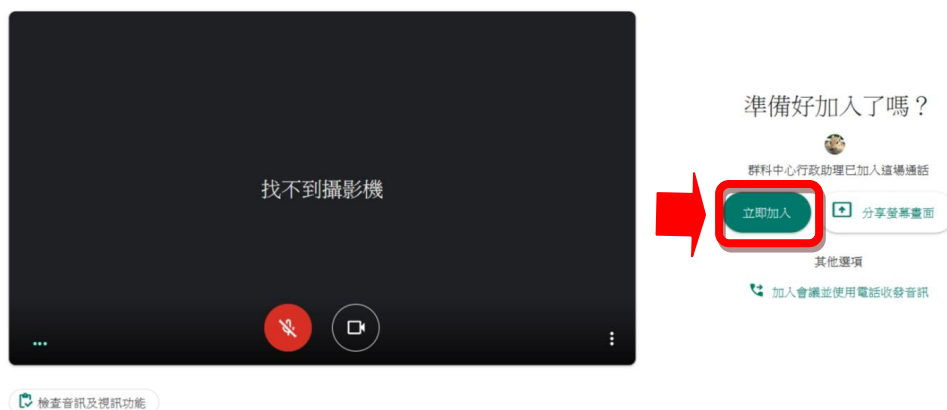 找不到攝影機
檢查音訊及視訊功能
準備好加入了嗎？
群科中心行政助理已加入這場通話
立即加入
分享螢幕畫面
其他選項
加入會議並使用電話收發音訊